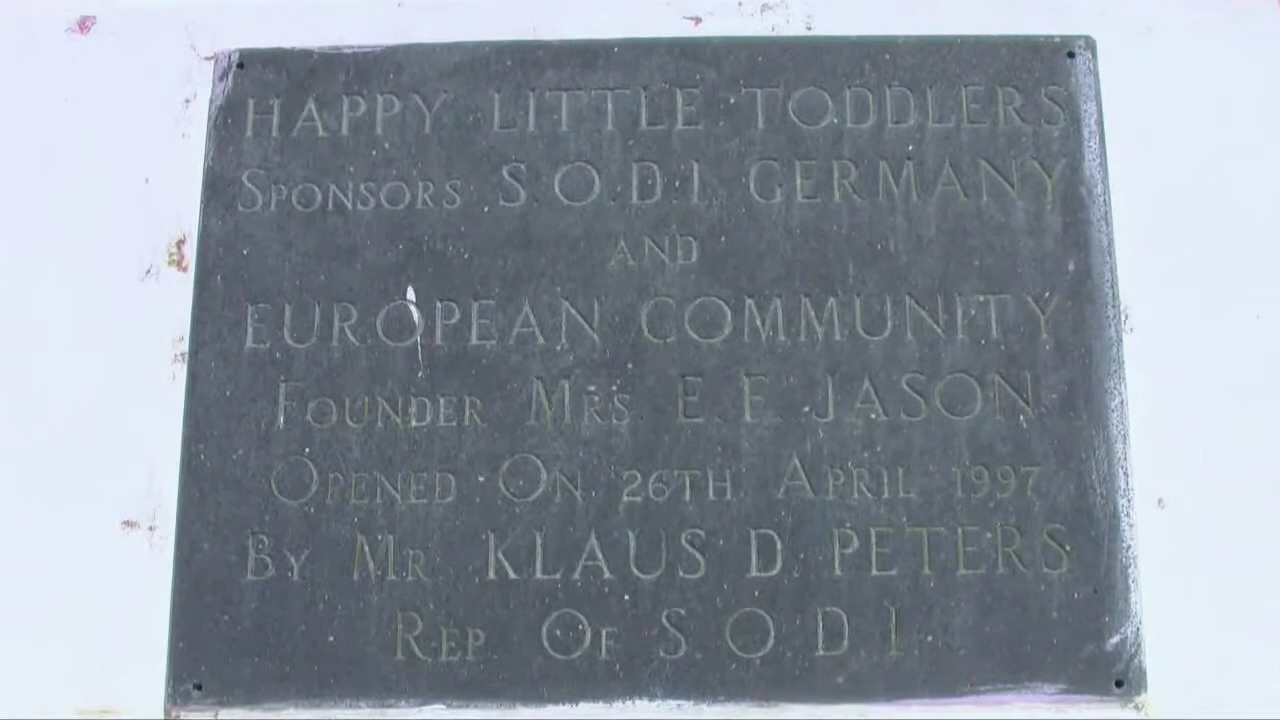 HAPPY LITTLE TODDLERS
SPONSORS S.O.D.I. GERMANY
AND
EUROPEAN COMMUNITY
FOUNDER MRS E.F. JASON
OPENED ON 26TH APRIL 1997
BY MR KLAUS D. PETERS
REP OF S.O.D.I.